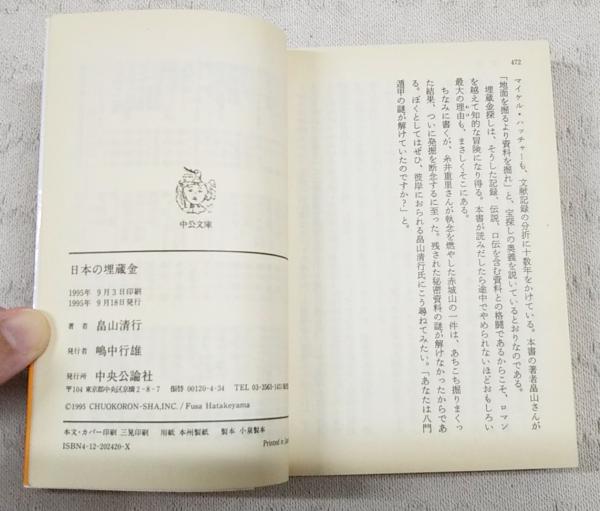 472
マイケル・ハッチャーも、文献記録の分析に十数年をかけている。本書の著者畠山さんが
「地面を掘るより資料を掘れ」と、宝探しの奥義を説いているとおりなのである。
埋蔵金探しは、そうした記録、伝説、口伝を含む資料との格闘であるからこそ、ロマン
を越えて知的な冒険になり得る。本書が読みだしたら途中でやめられないほどおもしろい
最大の理由も、まさしくそこにある。
ちなみに書くが、糸井重里さんが執念を燃やした赤城山の一件は、あちこち掘りまくっ
た結果、ついに発掘を断念するに至った。残された秘密資料の謎が解けなかったからであ
る。ぼくとしてはぜひ、彼岸におられる畠山清行氏にこう尋ねてみたい。「あなたは八門
遁甲の謎が解けていたのですか？」と。
中公文庫
日本の埋蔵金
1995年 9月3日印刷
1995年 9月18日発行
著者 畠山清行
発行者 嶋中行雄
発行所 中央公論社
〒104 東京都中央区京橋2-8-7 振替 00120-4-34 TEL 03-3563-1431
©1995 CHUOKORON-SHA,INC. / Fusa Hatakeyama
本文・カバー印刷 三晃印刷 用紙 本州製紙 製本 小泉製本
ISBN4-12-202420-X
Printed in